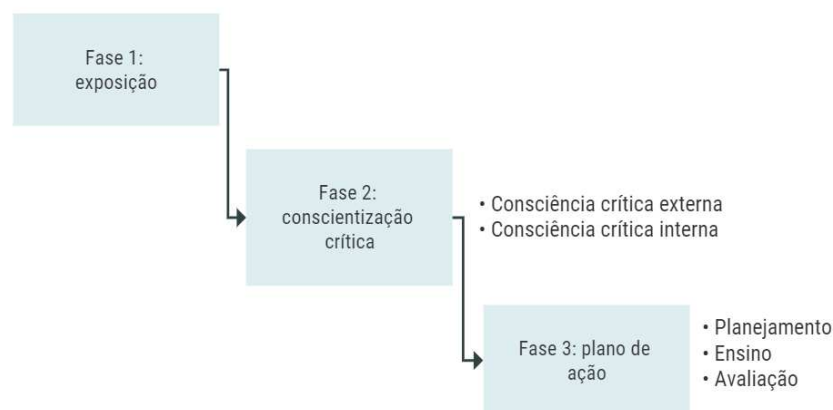 Fase 1:
exposição
Fase 2:
conscientização
crítica
• Consciência crítica externa
• Consciência crítica interna
Fase 3: plano de
ação
• Planejamento
• Ensino
• Avaliação